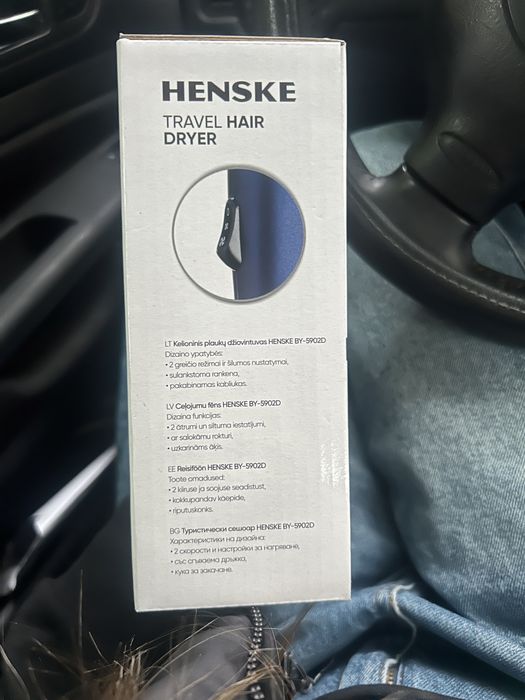 HENSKE
TRAVEL HAIR
DRYER
LT Kelioninis plaukų džiovintuvas HENSKE BY-5902D
Dizaino ypatybės:
• 2 greičio režimai ir šilumos nustatymai,
• sulankstoma rankena,
• pakabinamas kabliukas.
LV Ceļojumu fēns HENSKE BY-5902D
Dizaina funkcijas:
• 2 ātrumi un siltuma iestatījumi,
• ar salokāmu rokturi,
• uzkarināms āķis.
EE Reisiföön HENSKE BY-5902D
Toote omadused:
• 2 kiiruse ja soojuse seadistust,
• kokkupandav käepide,
• riputuskonks.
BG Туристически сешоар HENSKE BY-5902D
Характеристики на дизайна:
• 2 скорости и настройки за нагряване,
• със сгъваема дръжка,
• кука за закачане.